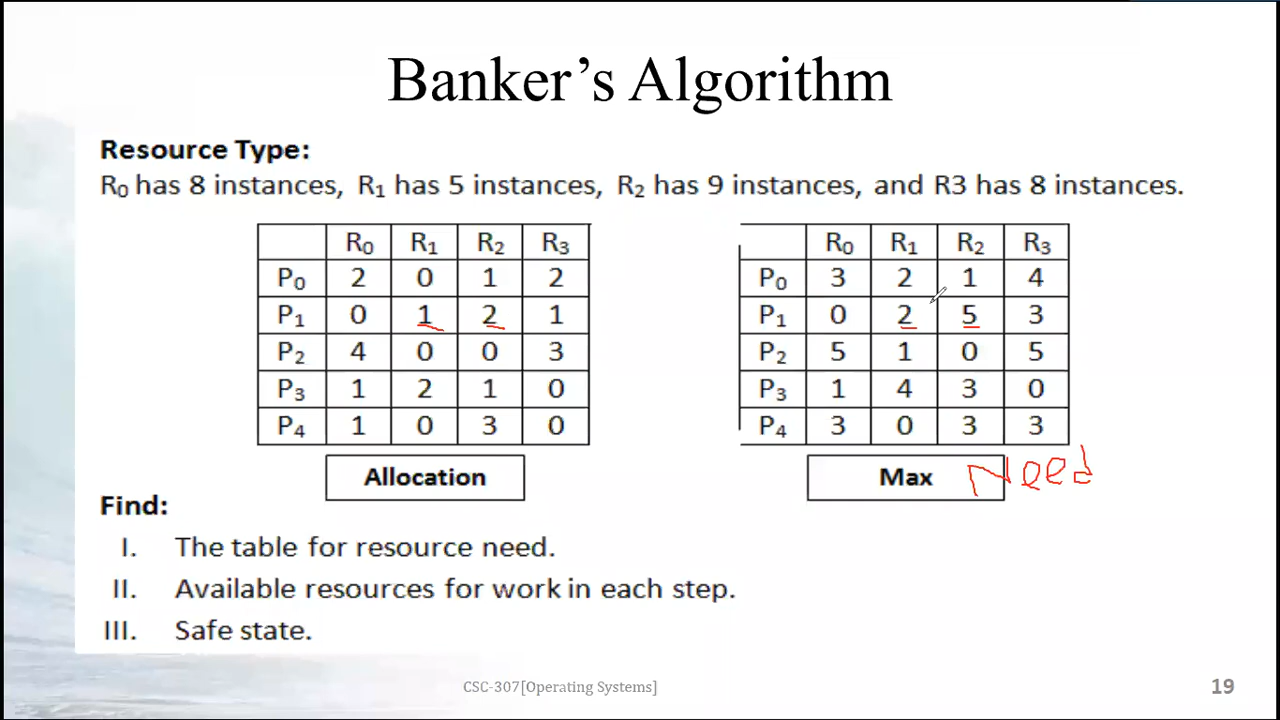 Banker’s Algorithm
Resource Type:
R₀ has 8 instances, R₁ has 5 instances, R₂ has 9 instances, and R3 has 8 instances.
R₀ R₁ R₂ R₃
P₀ 2 0 1 2
P₁ 0 1 2 1
P₂ 4 0 0 3
P₃ 1 2 1 0
P₄ 1 0 3 0
Allocation
R₀ R₁ R₂ R₃
P₀ 3 2 1 4
P₁ 0 2 5 3
P₂ 5 1 0 5
P₃ 1 4 3 0
P₄ 3 0 3 3
Max
Need
Find:
I. The table for resource need.
II. Available resources for work in each step.
III. Safe state.
CSC-307[Operating Systems]
19